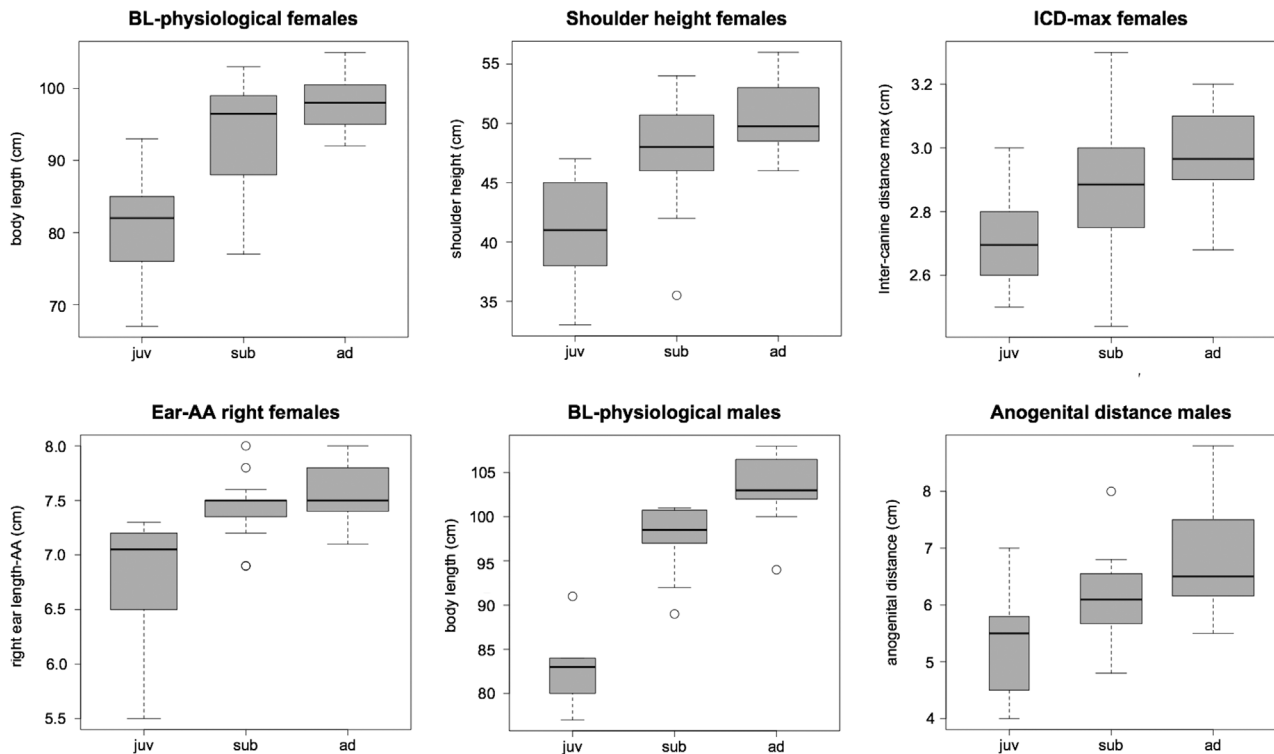 BL-physiological females
body length (cm)
100
90
80
70
juv sub ad
Shoulder height females
shoulder height (cm)
55
50
45
40
35
juv sub ad
ICD-max females
Inter-canine distance max (cm)
3.2
3.0
2.8
2.6
juv sub ad
Ear-AA right females
right ear length-AA (cm)
8.0
7.5
7.0
6.5
6.0
5.5
juv sub ad
BL-physiological males
body length (cm)
105
100
95
90
85
80
juv sub ad
Anogenital distance males
anogenital distance (cm)
8
7
6
5
4
juv sub ad